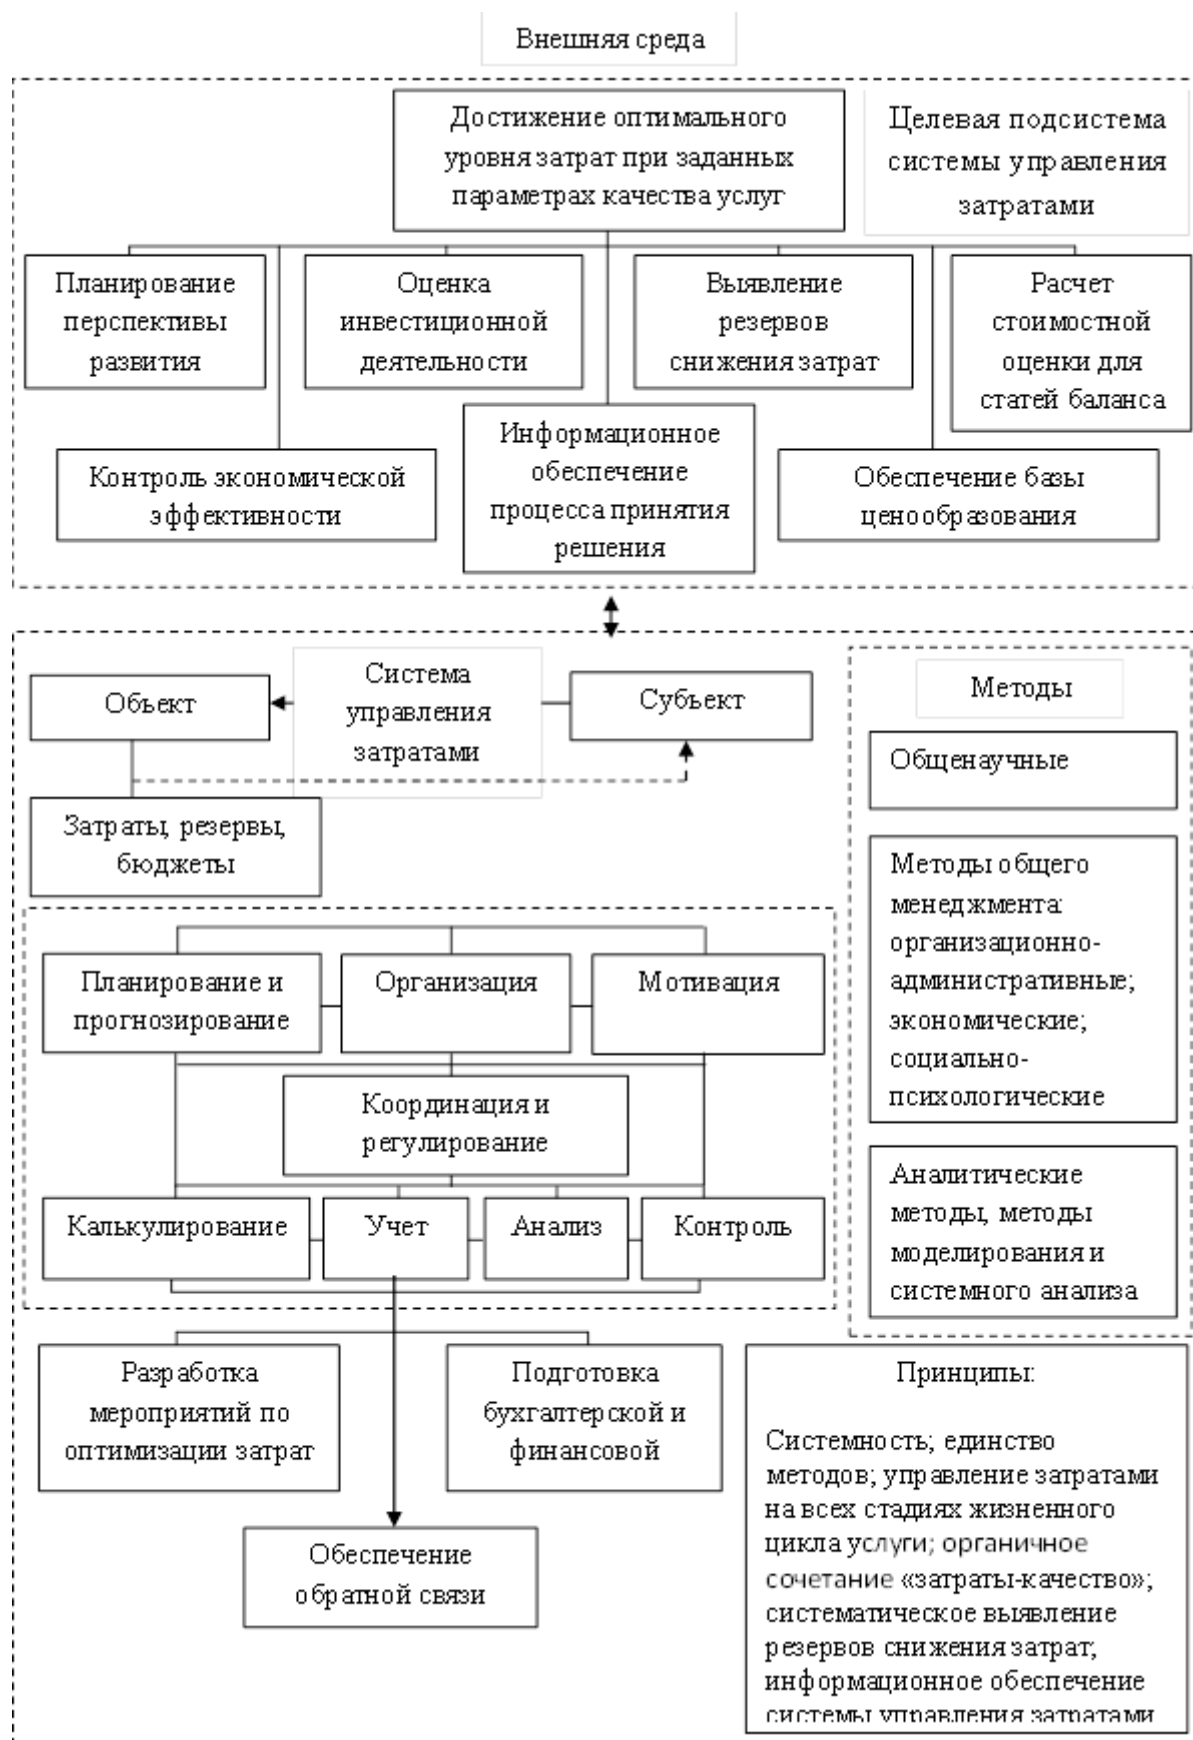 Внешняя среда
Достижение оптимального
уровня затрат при заданных
параметрах качества услуг
Целевая подсистема
системы управления
затратами
Планирование
перспективы
развития
Оценка
инвестиционной
деятельности
Выявление
резервов
снижения затрат
Расчет
стоимостной
оценки для
статей баланса
Контроль экономической
эффективности
Информационное
обеспечение
процесса принятия
решения
Обеспечение базы
ценообразования
Объект
Система
управления
затратами
Субъект
Затраты, резервы,
бюджеты
Методы
Общенаучные
Методы общего
менеджмента:
организационно-
административные;
экономические;
социально-
психологические
Аналитические
методы, методы
моделирования и
системного анализа
Планирование и
прогнозирование
Организация
Мотивация
Координация и
регулирование
Калькулирование
Учет
Анализ
Контроль
Разработка
мероприятий по
оптимизации затрат
Подготовка
бухгалтерской и
финансовой
Обеспечение
обратной связи
Принципы:
Системность; единство
методов; управление затратами
на всех стадиях жизненного
цикла услуги; органичное
сочетание «затраты-качество»;
систематическое выявление
резервов снижения затрат;
информационное обеспечение
системы управления затратами